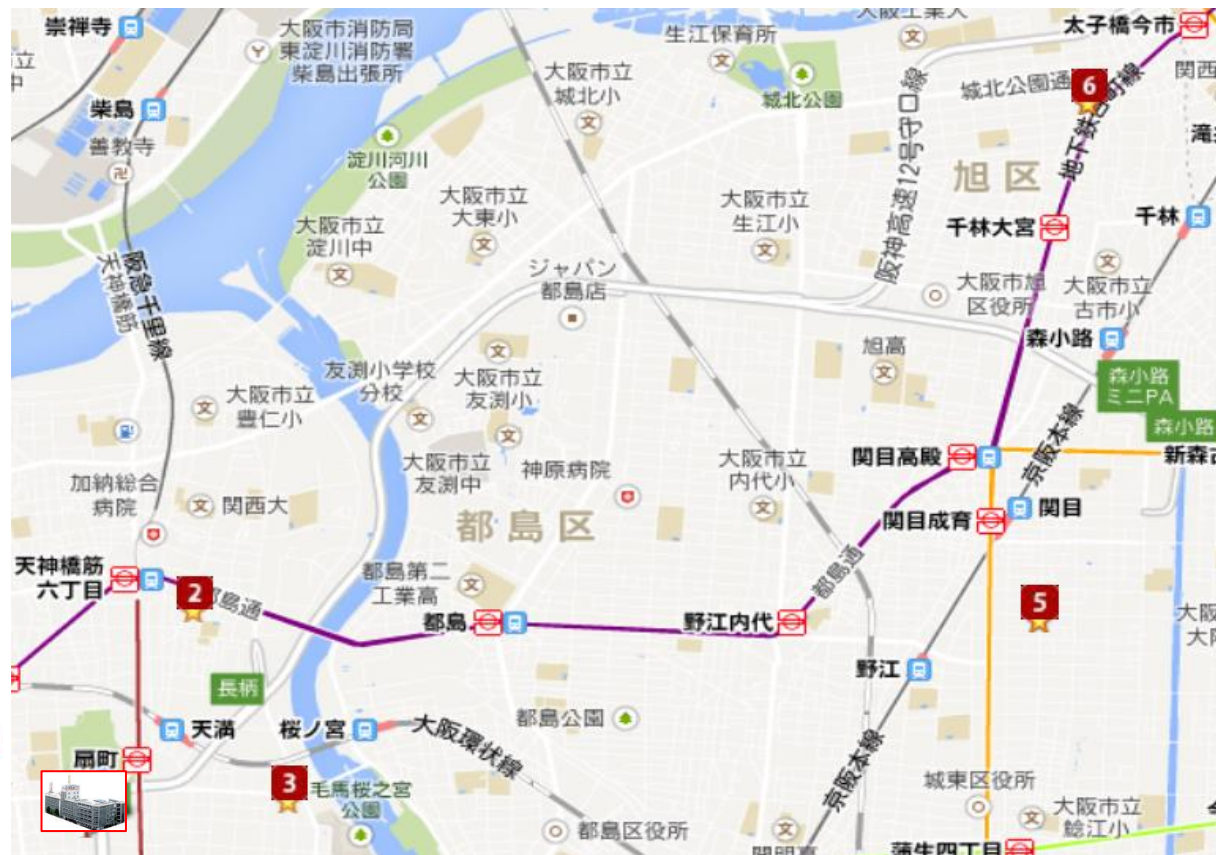 崇禅寺
大阪市消防局
東淀川消防署
柴島出張所
生江保育所
太子橋今市
大阪市立
城北小
城北公園
城北公園通
6
関西
柴島
善教寺
淀川河川
公園
阪神高速12号守口線
地下鉄谷町線
旭区
大阪市立
大東小
大阪市立
生江小
大阪市立
淀川中
千林大宮
千林
阪急千里線
天神橋筋
ジャパン
都島店
大阪市旭
区役所
大阪市立
古市小
森小路
旭高
森小路
ミニPA
森小路
友渕小学校
分校
大阪市立
友渕小
大阪市立
豊仁小
京阪本線
関目高殿
新森古
大阪市立
友渕中
神原病院
大阪市立
内代小
加納総合
病院
関西大
都島区
関目成育
関目
天神橋筋
六丁目
2
都島通
都島第二
工業高
都島
野江内代
都島通
5
野江
長柄
天満
桜ノ宮
大阪環状線
都島公園
扇町
3
毛馬桜之宮
公園
都島区役所
京阪本線
城東区役所
大阪市立
鯰江小
蒲生四丁目